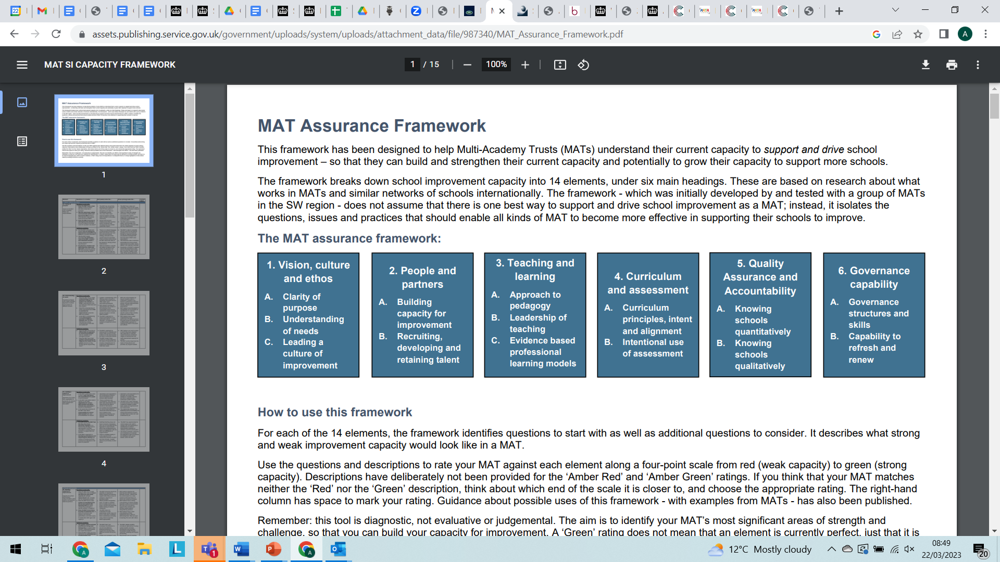 22
assets.publishing.service.gov.uk/government/uploads/system/uploads/attachment_data/file/987340/MAT_Assurance_Framework.pdf
A
MAT SI CAPACITY FRAMEWORK
1 / 15
100%
1
2
3
4
MAT Assurance Framework
This framework has been designed to help Multi-Academy Trusts (MATs) understand their current capacity to support and drive school
improvement – so that they can build and strengthen their current capacity and potentially to grow their capacity to support more schools.
The framework breaks down school improvement capacity into 14 elements, under six main headings. These are based on research about what
works in MATs and similar networks of schools internationally. The framework - which was initially developed by and tested with a group of MATs
in the SW region - does not assume that there is one best way to support and drive school improvement as a MAT; instead, it isolates the
questions, issues and practices that should enable all kinds of MAT to become more effective in supporting their schools to improve.
The MAT assurance framework:
1. Vision, culture
and ethos
A. Clarity of
purpose
B. Understanding
of needs
C. Leading a
culture of
improvement
2. People and
partners
A. Building
capacity for
improvement
B. Recruiting,
developing and
retaining talent
3. Teaching and
learning
A. Approach to
pedagogy
B. Leadership of
teaching
C. Evidence based
professional
learning models
4. Curriculum
and assessment
A. Curriculum
principles, intent
and alignment
B. Intentional use
of assessment
5. Quality
Assurance and
Accountability
A. Knowing
schools
quantitatively
B. Knowing
schools
qualitatively
6. Governance
capability
A. Governance
structures and
skills
B. Capability to
refresh and
renew
How to use this framework
For each of the 14 elements, the framework identifies questions to start with as well as additional questions to consider. It describes what strong
and weak improvement capacity would look like in a MAT.
Use the questions and descriptions to rate your MAT against each element along a four-point scale from red (weak capacity) to green (strong
capacity). Descriptions have deliberately not been provided for the ‘Amber Red’ and ‘Amber Green’ ratings. If you think that your MAT matches
neither the ‘Red’ nor the ‘Green’ description, think about which end of the scale it is closer to, and choose the appropriate rating. The right-hand
column has space to mark your rating. Guidance about possible uses of this framework - with examples from MATs - has also been published.
Remember: this tool is diagnostic, not evaluative or judgemental. The aim is to identify your MAT’s most significant areas of strength and
challenge, so that you can build your capacity for improvement. A ‘Green’ rating does not mean that an element is currently perfect, just that it is
12°C Mostly cloudy
08:49
22/03/2023
20